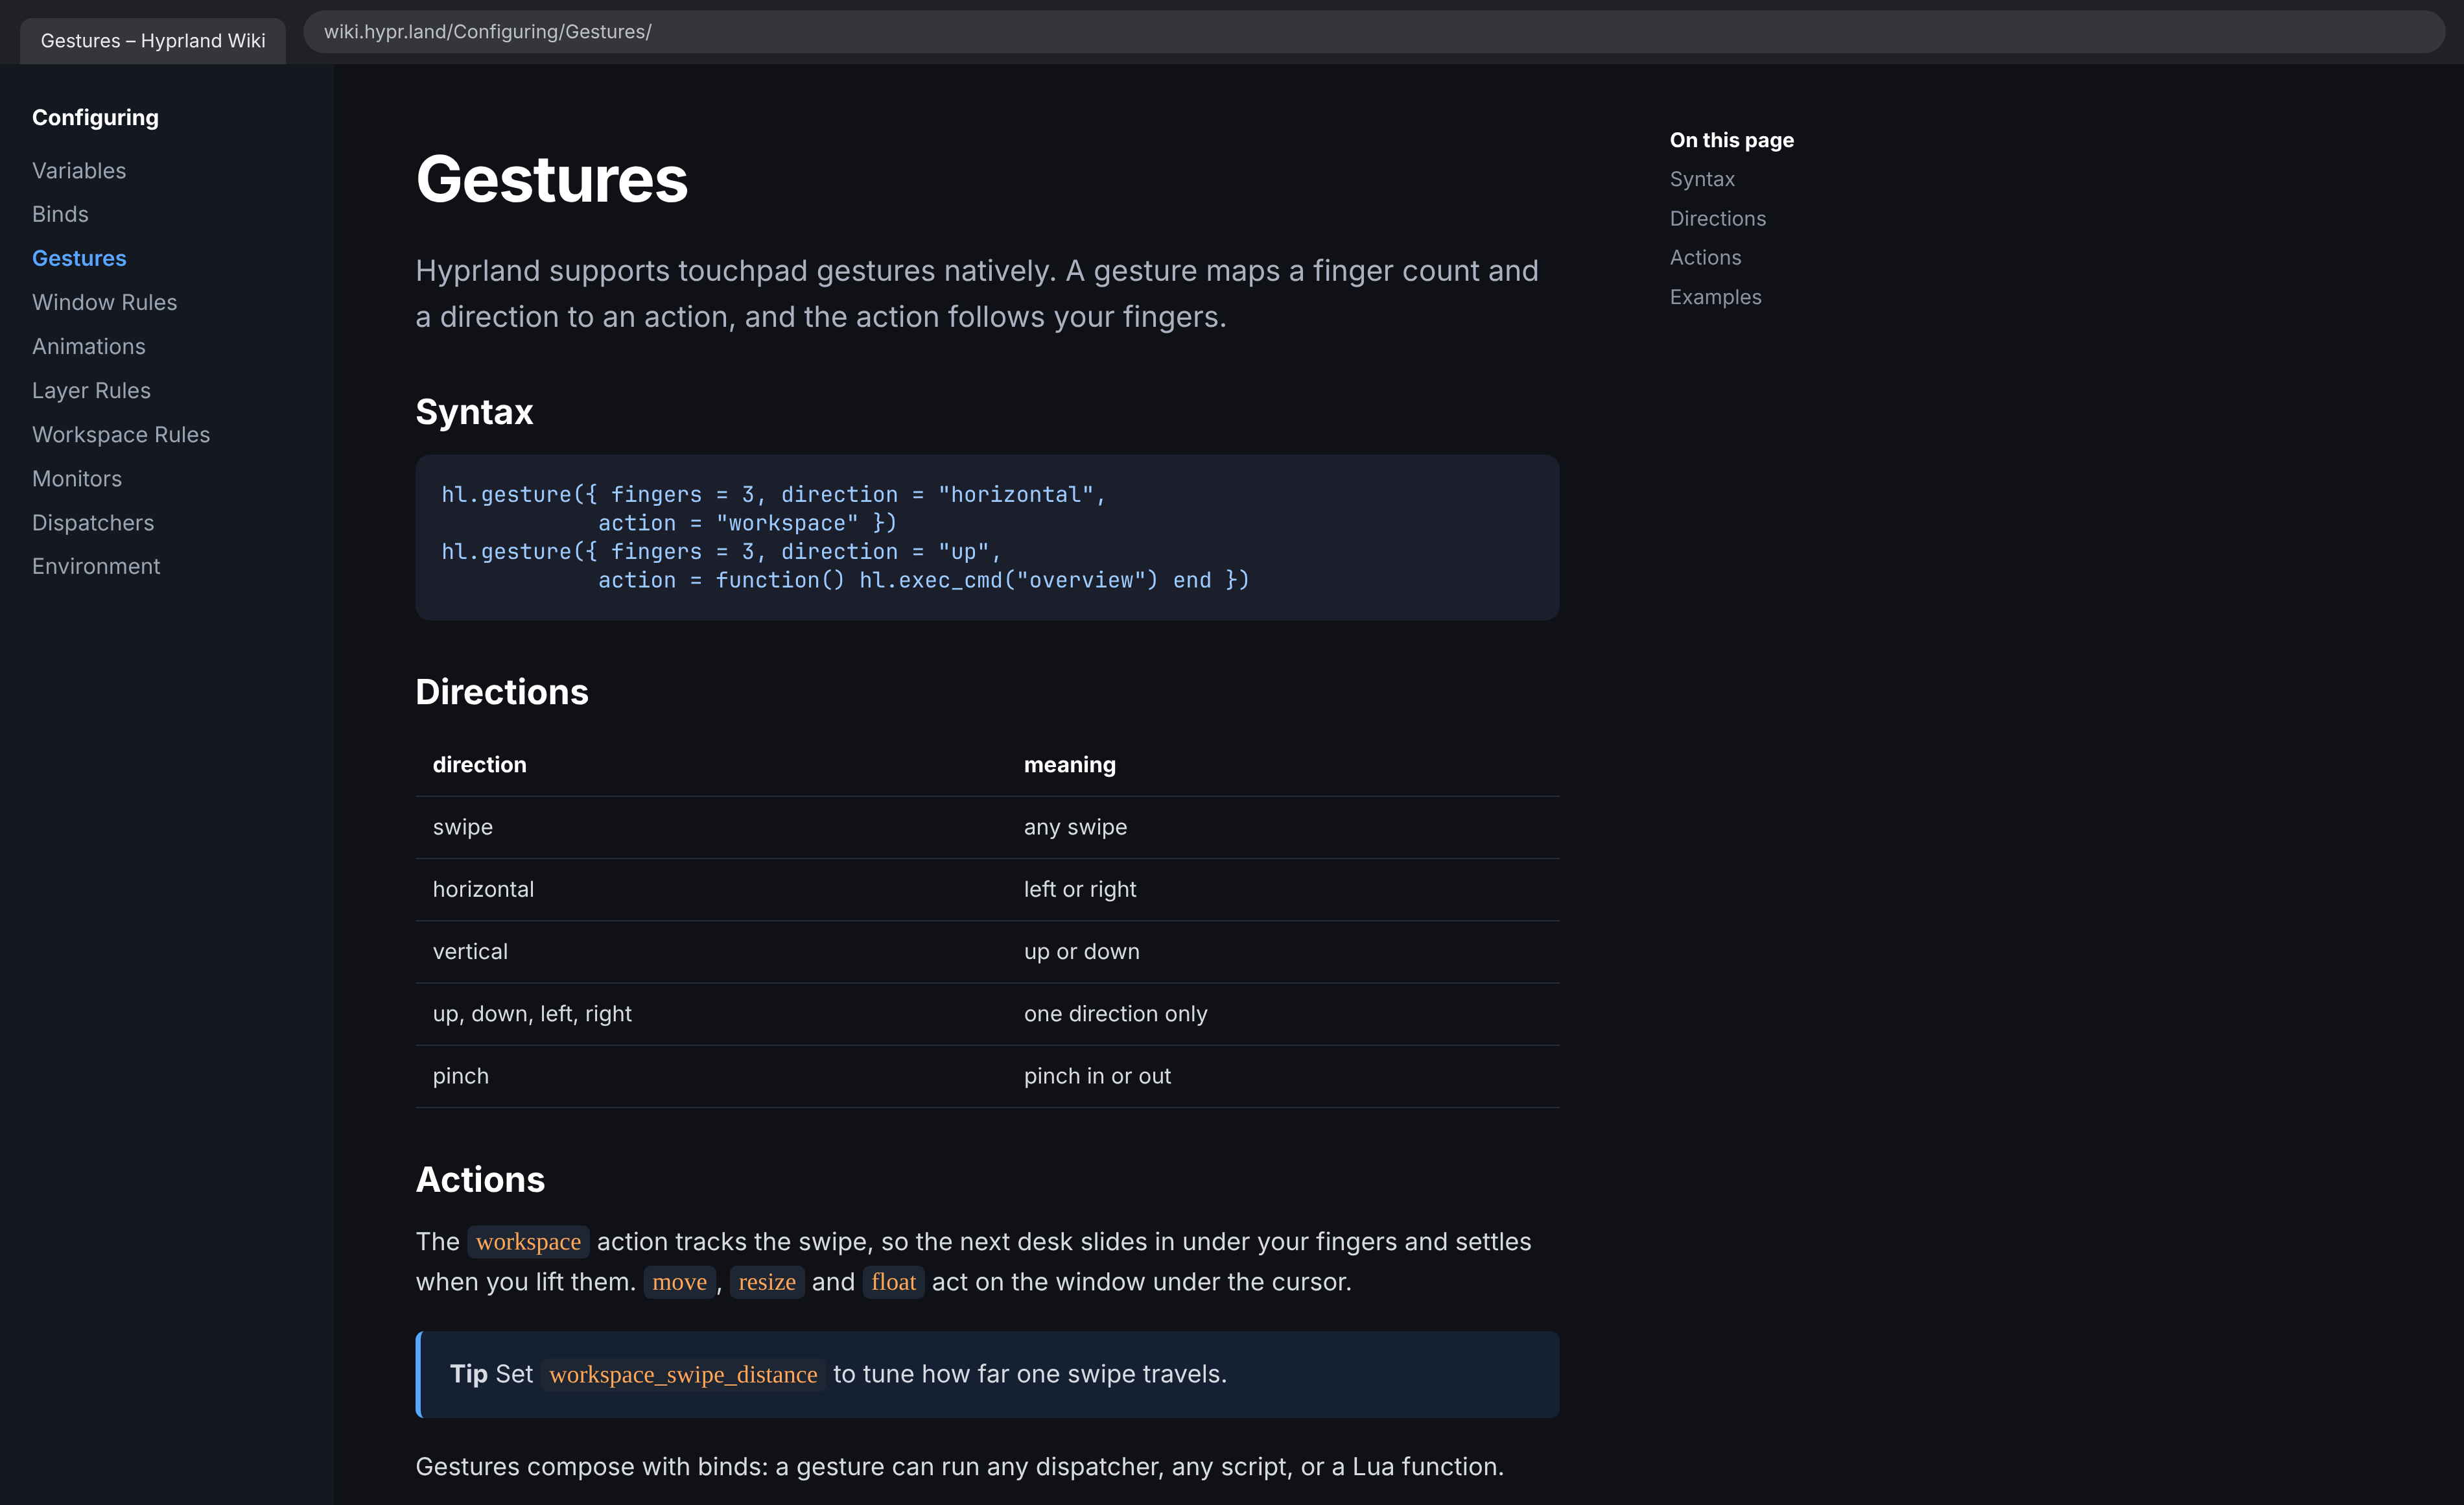 Gestures – Hyprland Wiki
wiki.hypr.land/Configuring/Gestures/
Configuring
Variables
Binds
Gestures
Window Rules
Animations
Layer Rules
Workspace Rules
Monitors
Dispatchers
Environment
Gestures
Hyprland supports touchpad gestures natively. A gesture maps a finger count and
a direction to an action, and the action follows your fingers.
Syntax
hl.gesture({ fingers = 3, direction = "horizontal",
            action = "workspace" })
hl.gesture({ fingers = 3, direction = "up",
            action = function() hl.exec_cmd("overview") end })
Directions
direction meaning
swipe any swipe
horizontal left or right
vertical up or down
up, down, left, right one direction only
pinch pinch in or out
Actions
The workspace action tracks the swipe, so the next desk slides in under your fingers and settles
when you lift them. move, resize and float act on the window under the cursor.
Tip Set workspace_swipe_distance to tune how far one swipe travels.
Gestures compose with binds: a gesture can run any dispatcher, any script, or a Lua function.
On this page
Syntax
Directions
Actions
Examples